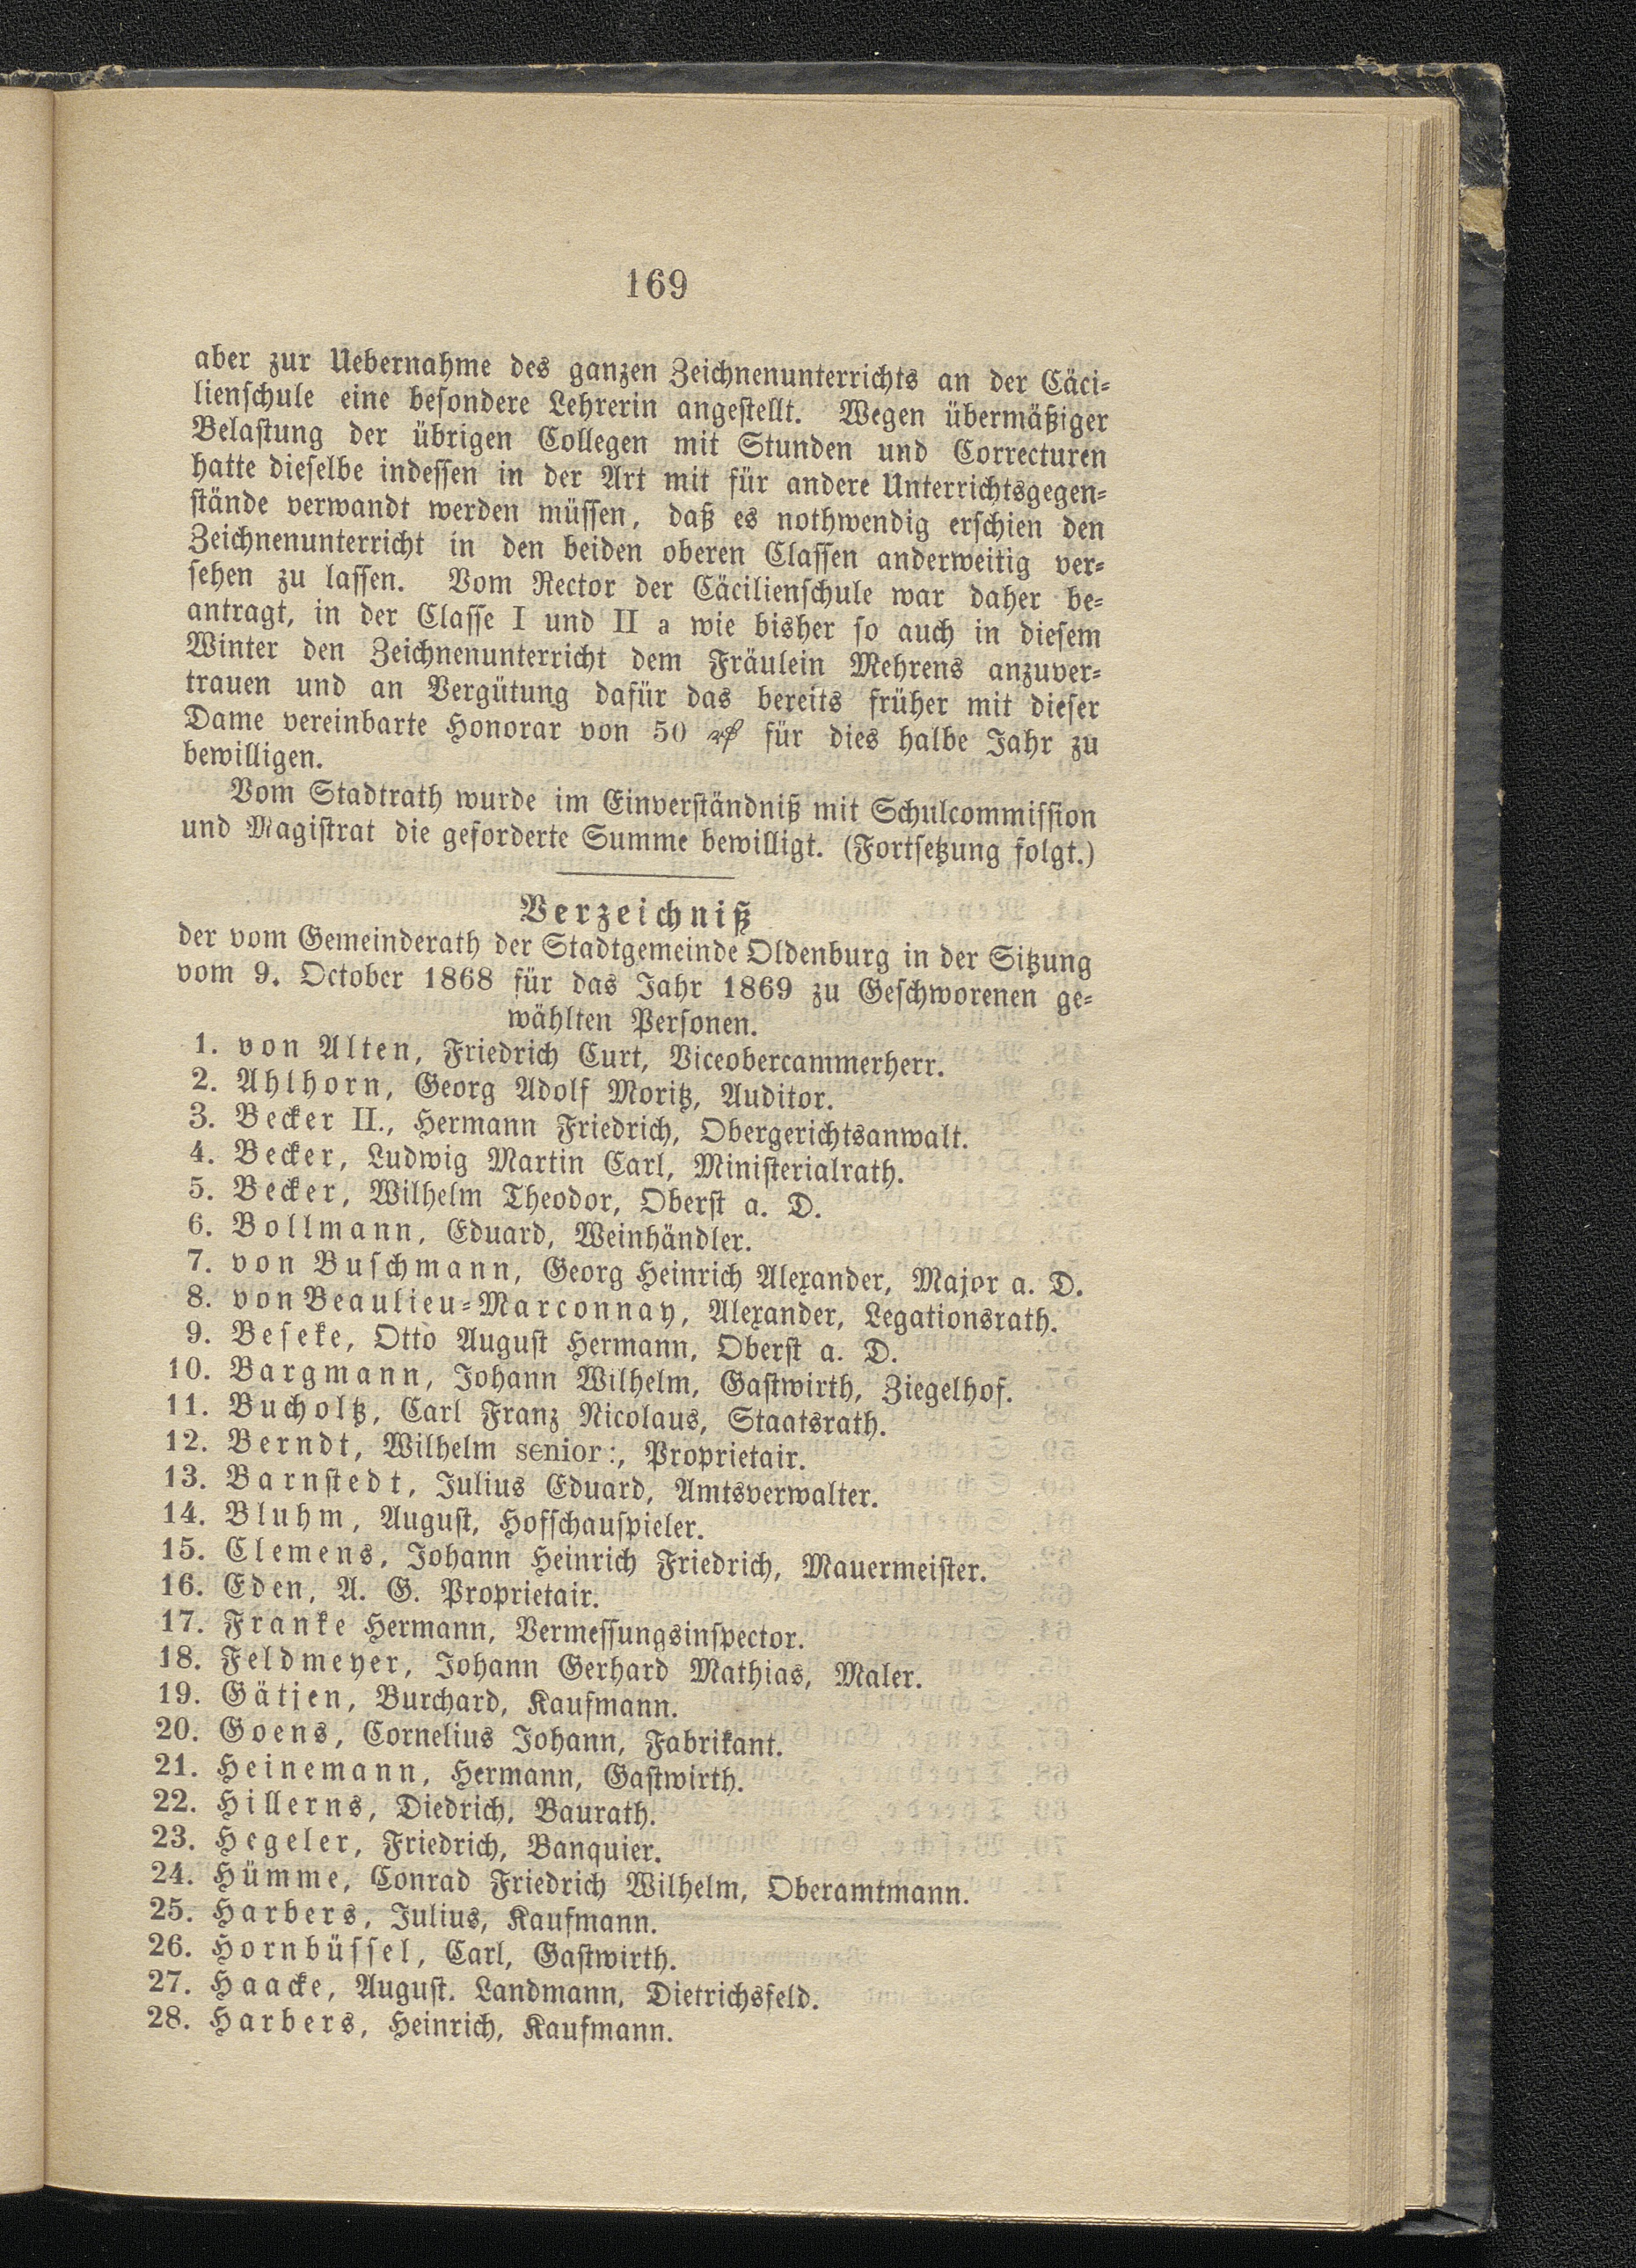 169
aber zur Uebernahme des ganzen Zeichnenunterrichts an der Cäci-
lienschule eine besondere Lehrerin angestellt. Wegen übermäßiger
Belastung der übrigen Collegen mit Stunden und Correcturen
hatte dieselbe indessen in der Art mit für andere Unterrichtsgegen-
stände verwandt werden müssen, daß es nothwendig erschien den
Zeichnenunterricht in den beiden oberen Classen anderweitig ver-
sehen zu lassen. Vom Rector der Cäcilienschule war daher be-
antragt, in der Classe I und II a wie bisher so auch in diesem
Winter den Zeichnenunterricht dem Fräulein Mehrens anzuver-
trauen und an Vergütung dafür das bereits früher mit dieser
Dame vereinbarte Honorar von 50 ₰ für dies halbe Jahr zu
bewilligen.
Vom Stadtrath wurde im Einverständniß mit Schulcommission
und Magistrat die geforderte Summe bewilligt. (Fortsetzung folgt.)
Verzeichniß
der vom Gemeinderath der Stadtgemeinde Oldenburg in der Sitzung
vom 9. October 1868 für das Jahr 1869 zu Geschworenen ge-
wählten Personen.
1. von Alten, Friedrich Curt, Viceobercammerherr.
2. Ahlhorn, Georg Adolf Moritz, Auditor.
3. Becker II., Hermann Friedrich, Obergerichtsanwalt.
4. Becker, Ludwig Martin Carl, Ministerialrath.
5. Becker, Wilhelm Theodor, Oberst a. D.
6. Bollmann, Eduard, Weinhändler.
7. von Buschmann, Georg Heinrich Alexander, Major a. D.
8. von Beaulieu-Marconnay, Alexander, Legationsrath.
9. Beseke, Otto August Hermann, Oberst a. D.
10. Bargmann, Johann Wilhelm, Gastwirth, Ziegelhof.
11. Bucholtz, Carl Franz Nicolaus, Staatsrath.
12. Berndt, Wilhelm senior:, Proprietair.
13. Barnstedt, Julius Eduard, Amtsverwalter.
14. Bluhm, August, Hofschauspieler.
15. Clemens, Johann Heinrich Friedrich, Mauermeister.
16. Eden, A. G. Proprietair.
17. Franke Hermann, Vermessungsinspector.
18. Feldmeyer, Johann Gerhard Mathias, Maler.
19. Gätjen, Burchard, Kaufmann.
20. Goens, Cornelius Johann, Fabrikant.
21. Heinemann, Hermann, Gastwirth.
22. Hillerns, Diedrich, Baurath.
23. Hegeler, Friedrich, Banquier.
24. Hümme, Conrad Friedrich Wilhelm, Oberamtmann.
25. Harbers, Julius, Kaufmann.
26. Hornbüssel, Carl, Gastwirth.
27. Haacke, August. Landmann, Dietrichsfeld.
28. Harbers, Heinrich, Kaufmann.